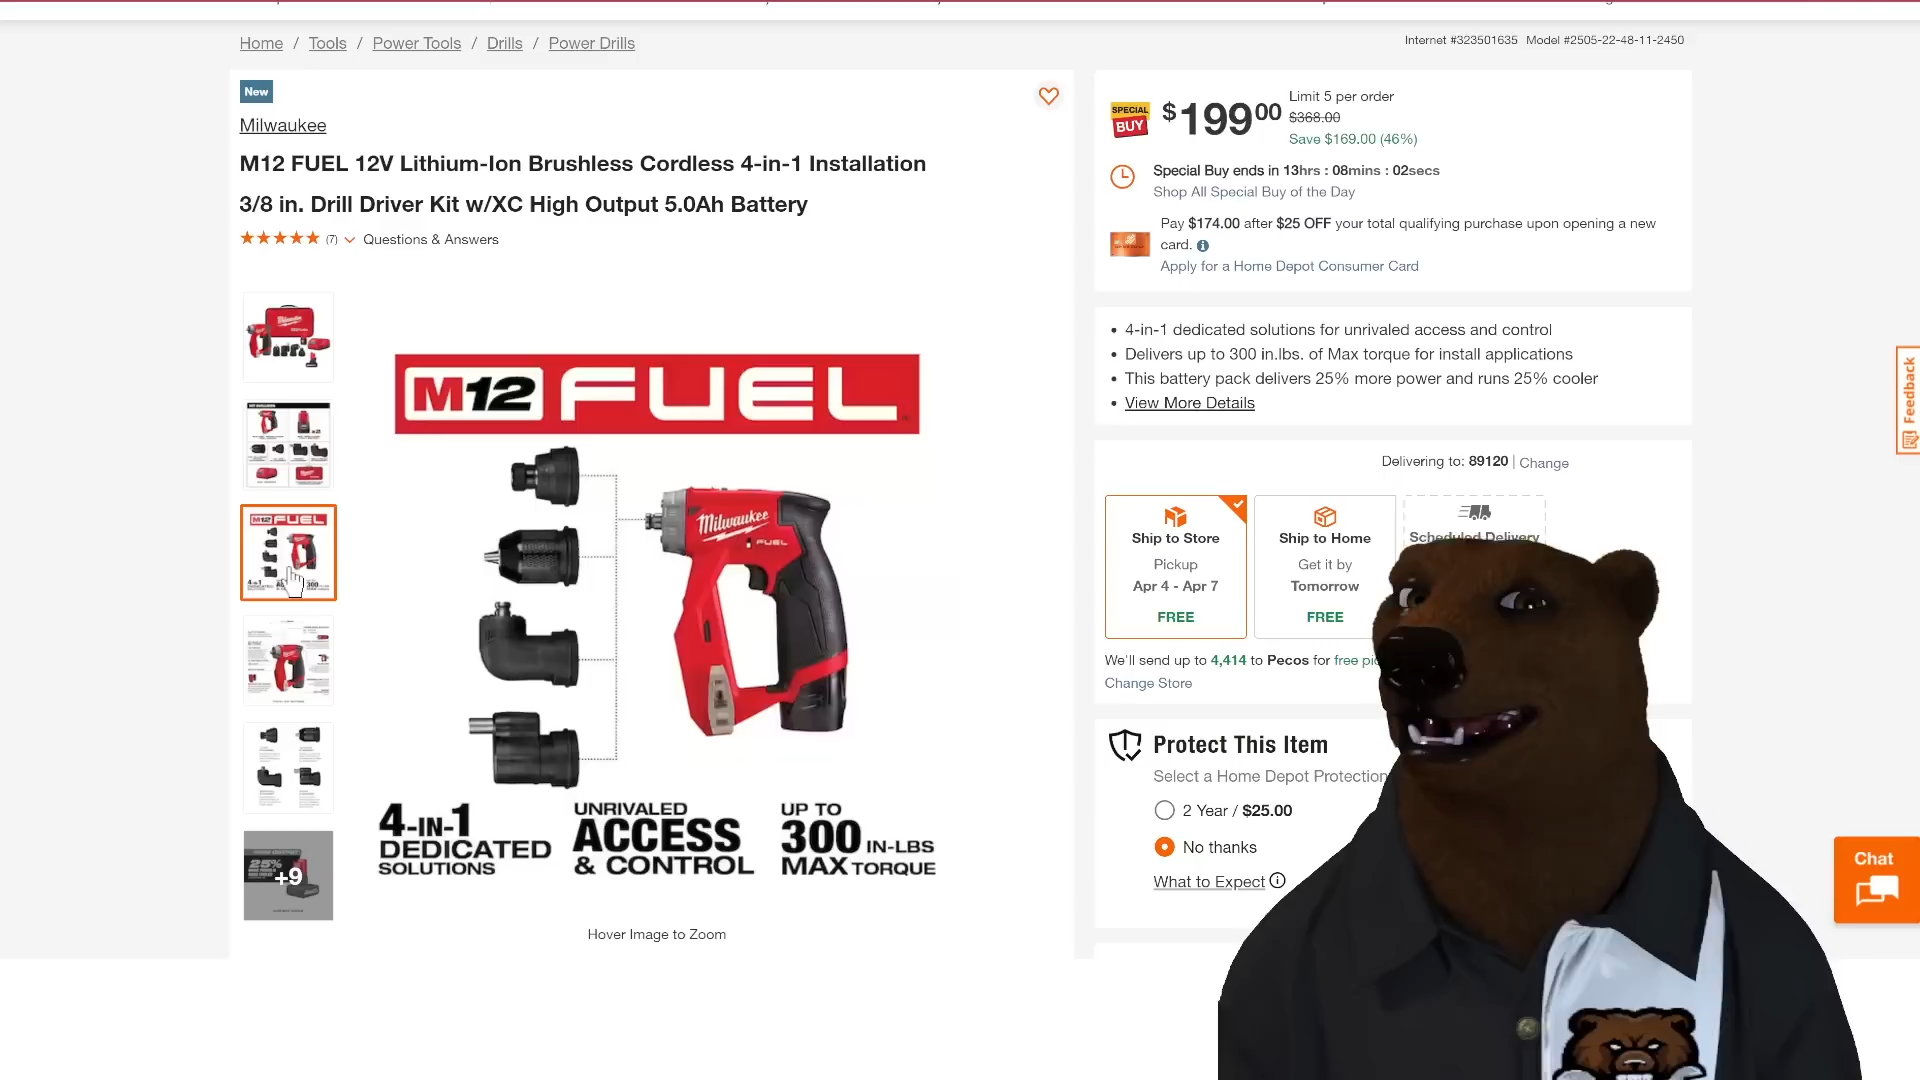 Home / Tools / Power Tools / Drills / Power Drills
Internet #323501635 Model #2505-22-48-11-2450
New
Milwaukee
M12 FUEL 12V Lithium-Ion Brushless Cordless 4-in-1 Installation
3/8 in. Drill Driver Kit w/XC High Output 5.0Ah Battery
(7) Questions & Answers
M12 FUEL
Milwaukee
FUEL
4-IN-1
DEDICATED
SOLUTIONS
UNRIVALED
ACCESS
& CONTROL
UP TO
300 IN-LBS
MAX TORQUE
M12 FUEL
25%
+9
Hover Image to Zoom
SPECIAL
BUY
$19900
Limit 5 per order
$368.00
Save $169.00 (46%)
Special Buy ends in 13hrs : 08mins : 02secs
Shop All Special Buy of the Day
Pay $174.00 after $25 OFF your total qualifying purchase upon opening a new
card.
Apply for a Home Depot Consumer Card
4-in-1 dedicated solutions for unrivaled access and control
Delivers up to 300 in.lbs. of Max torque for install applications
This battery pack delivers 25% more power and runs 25% cooler
View More Details
Delivering to: 89120 | Change
Ship to Store
Pickup
Apr 4 - Apr 7
FREE
Ship to Home
Get it by
Tomorrow
FREE
Scheduled Delivery
We'll send up to 4,414 to Pecos for free
Change Store
Protect This Item
Select a Home Depot Protection
2 Year / $25.00
No thanks
What to Expect
Feedback
Chat